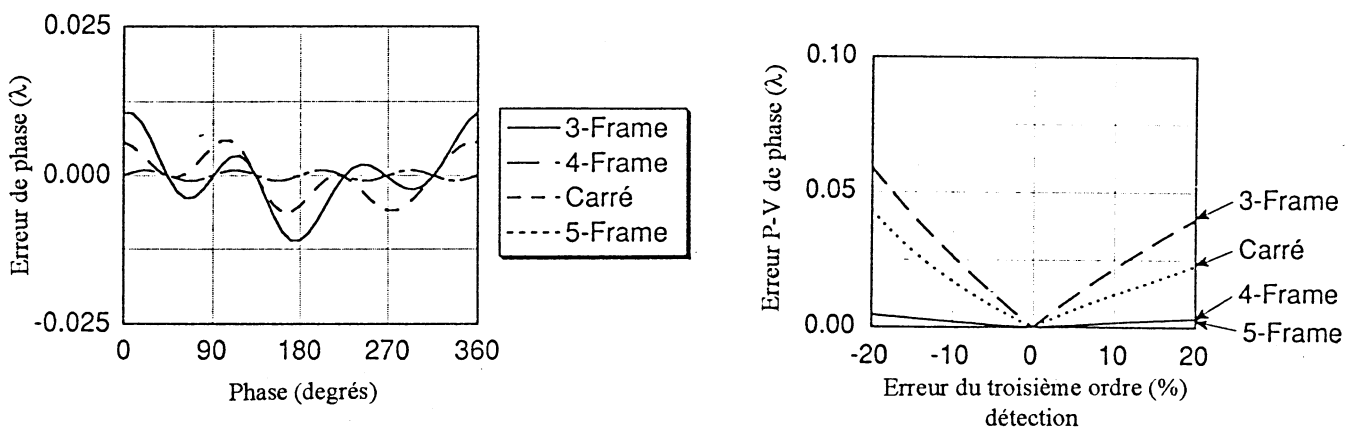 0.025
0.000
-0.025
Erreur de phase (λ)
0
90
180
270
360
Phase (degrés)
3-Frame
4-Frame
Carré
5-Frame
0.10
0.05
0.00
Erreur P-V de phase (λ)
-20
-10
0
10
20
Erreur du troisième ordre (%)
détection
3-Frame
Carré
4-Frame
5-Frame